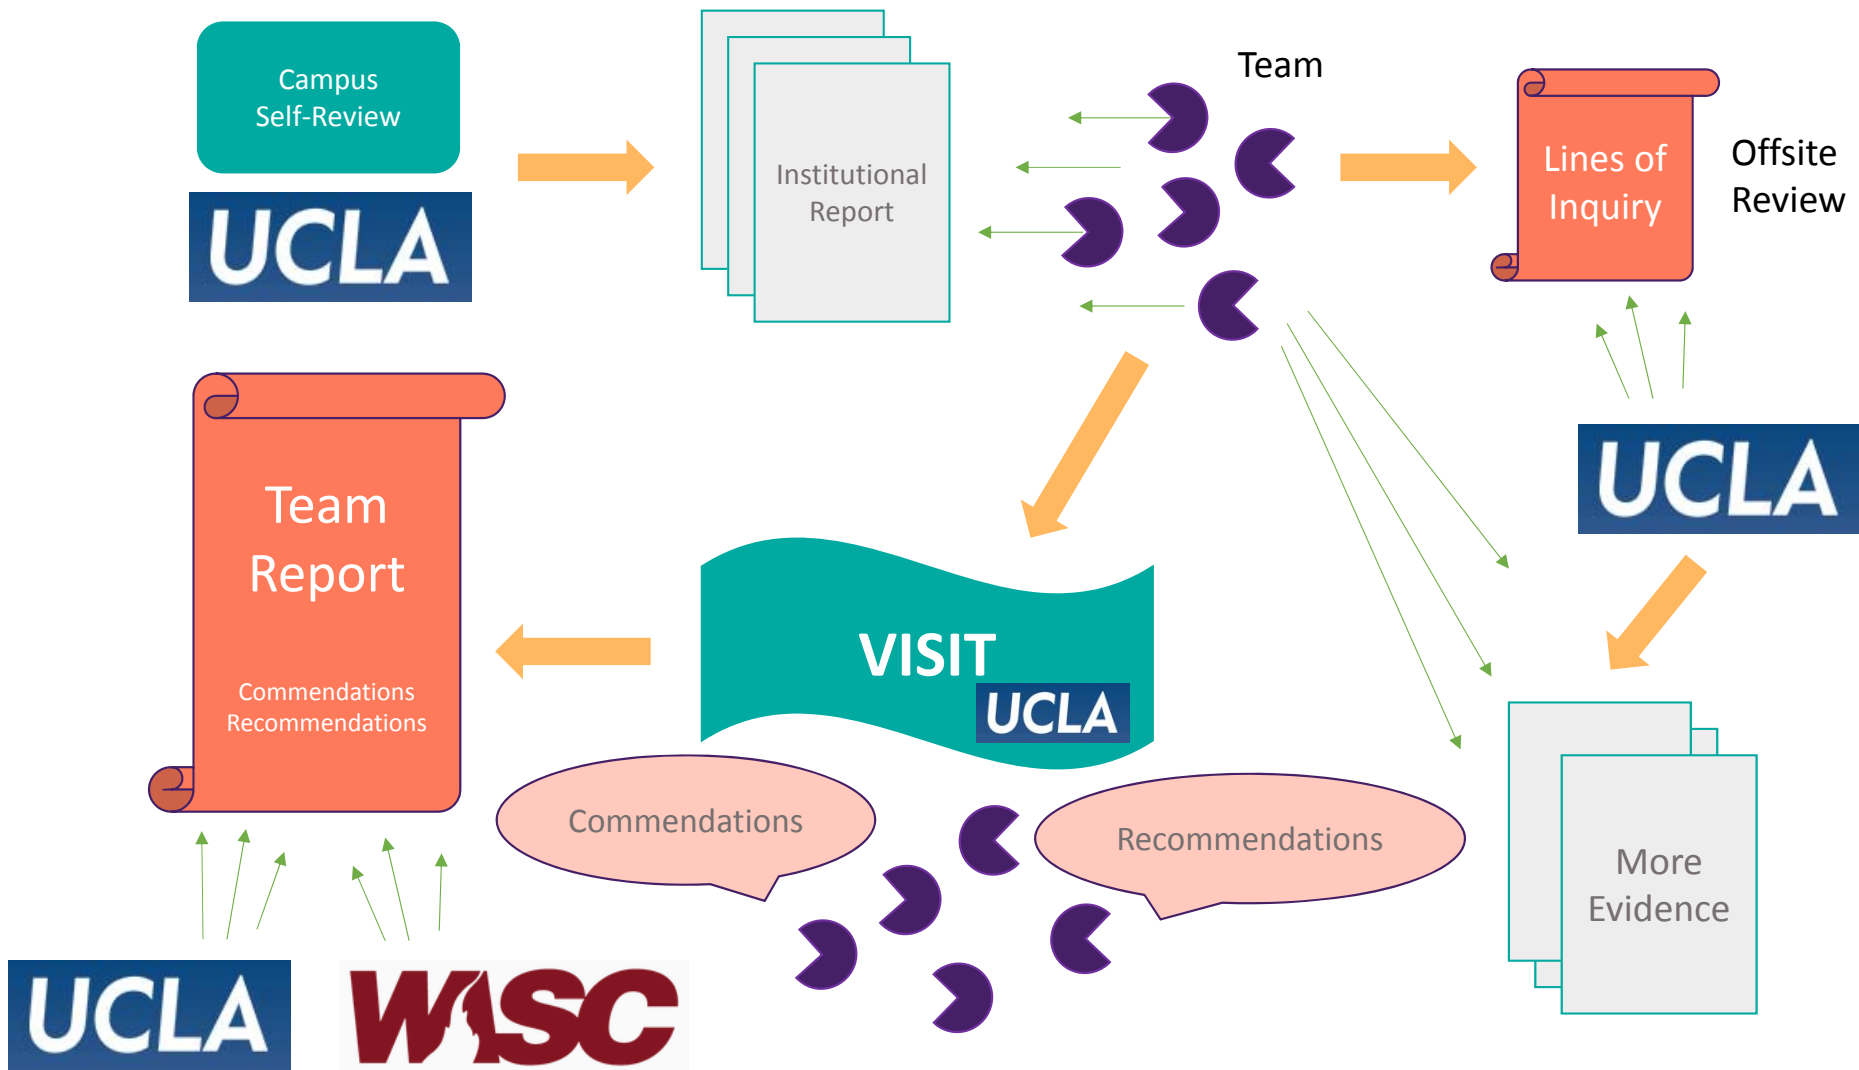 Campus
Self-Review
UCLA
Institutional
Report
Team
Lines of
Inquiry
Offsite
Review
UCLA
Team
Report
Commendations
Recommendations
VISIT
UCLA
Commendations
Recommendations
More
Evidence
UCLA
WASC